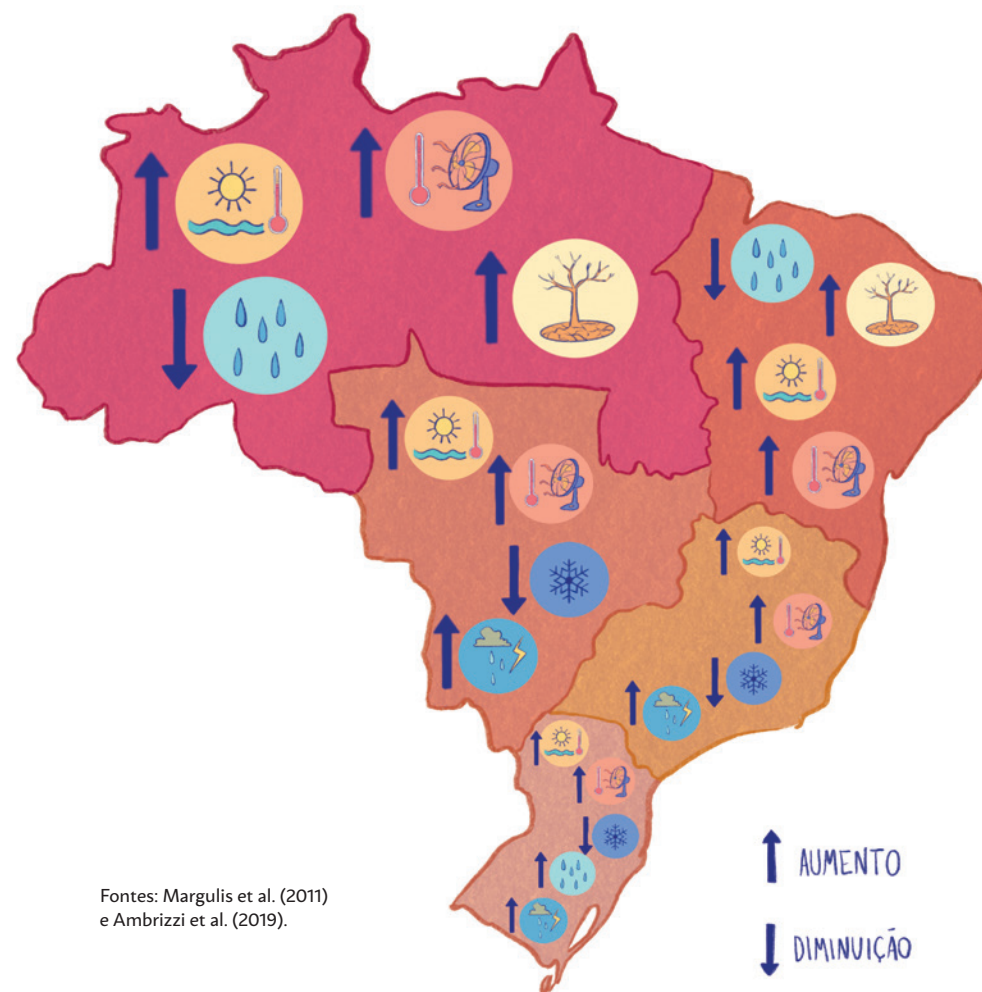 AUMENTO
Fontes: Margulis et al. (2011)
e Ambrizzi et al. (2019).
DIMINUIÇÃO